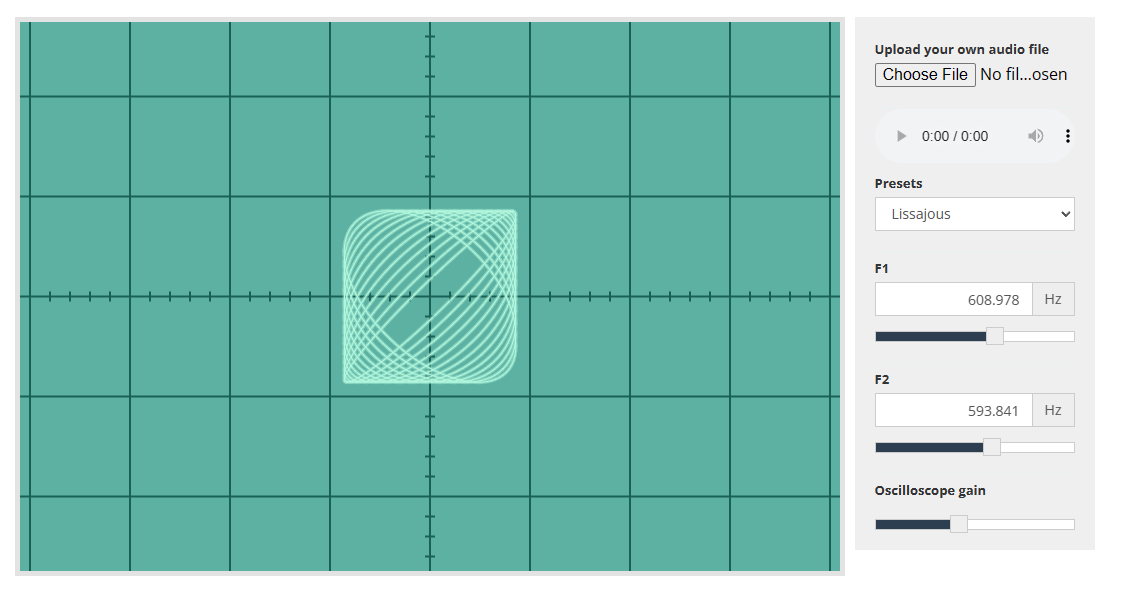 Upload your own audio file
Choose File No fil...osen
0:00 / 0:00
Presets
Lissajous
F1
608.978 Hz
F2
593.841 Hz
Oscilloscope gain